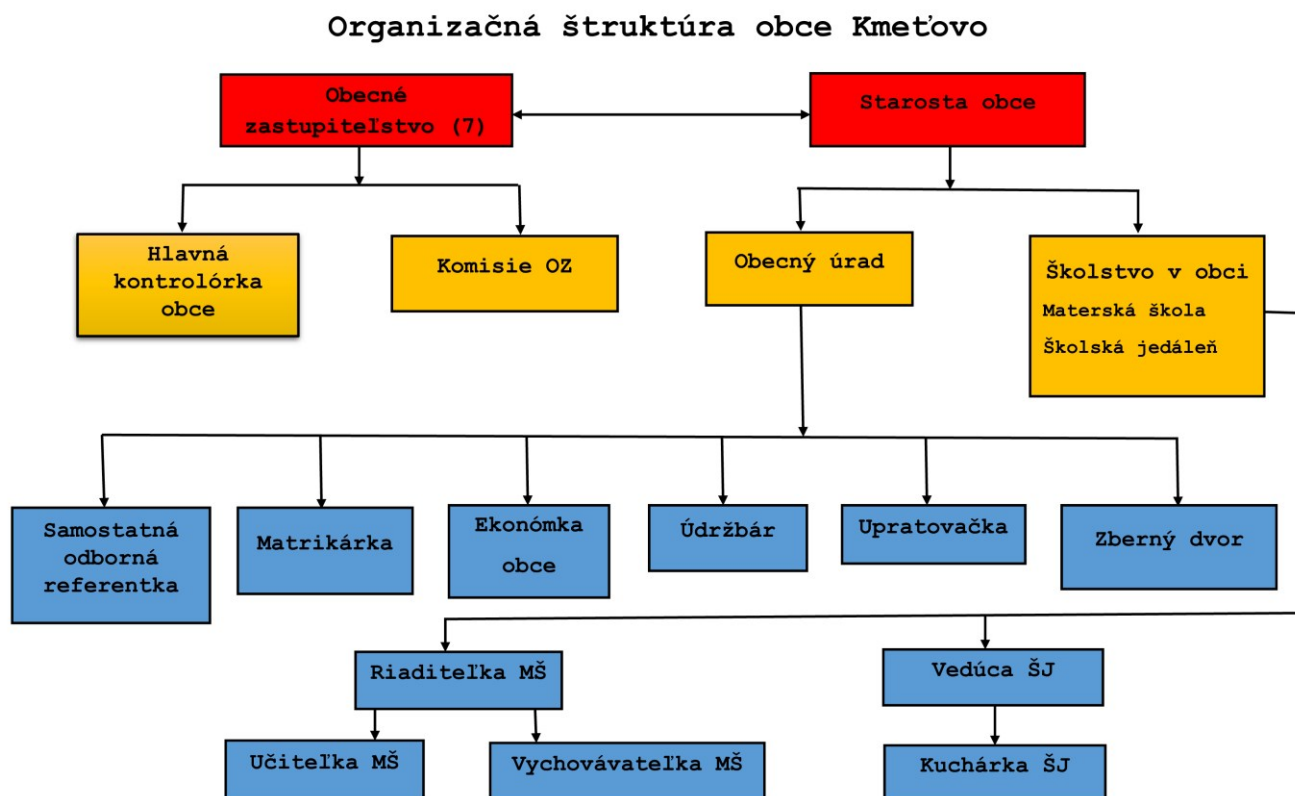 Organizačná štruktúra obce Kmeťovo
Obecné
zastupiteľstvo (7)
Starosta obce
Hlavná
kontrolórka
obce
Komisie OZ
Obecný úrad
Školstvo v obci
Materská škola
Školská jedáleň
Samostatná
odborná
referentka
Matrikárka
Ekonómka
obce
Údržbár
Upratovačka
Zberný dvor
Riaditeľka MŠ
Vedúca ŠJ
Učiteľka MŠ
Vychovávateľka MŠ
Kuchárka ŠJ